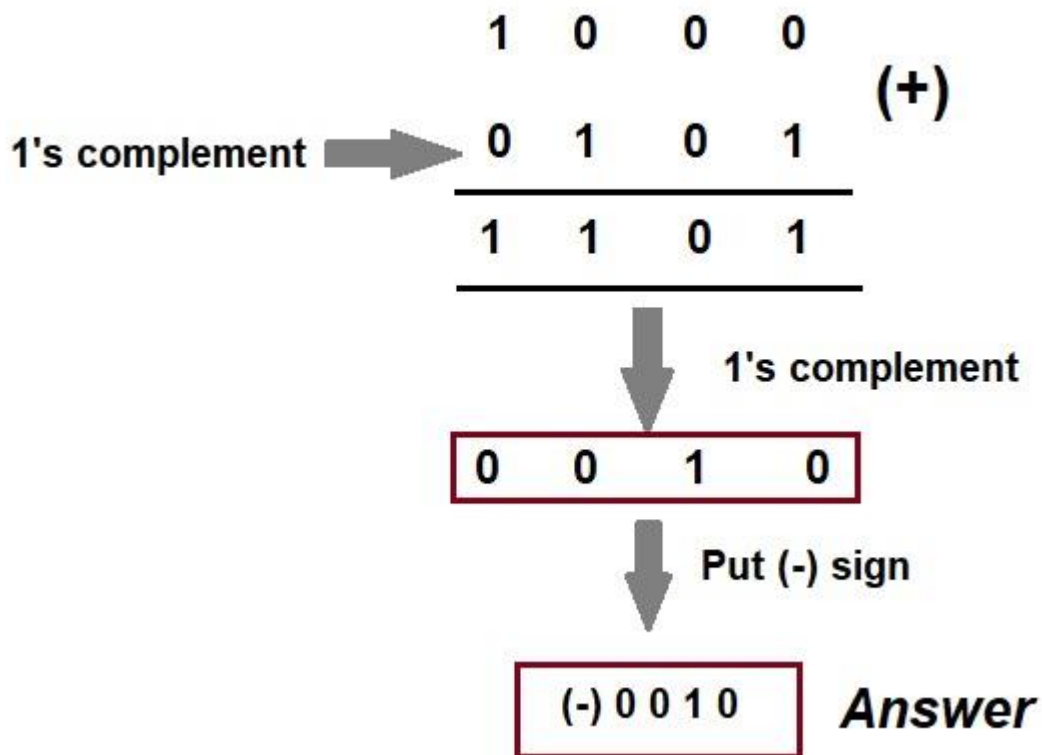 1 0 0 0
(+)
1's complement 0 1 0 1
1 1 0 1
1's complement
0 0 1 0
Put (-) sign
(-) 0 0 1 0 Answer